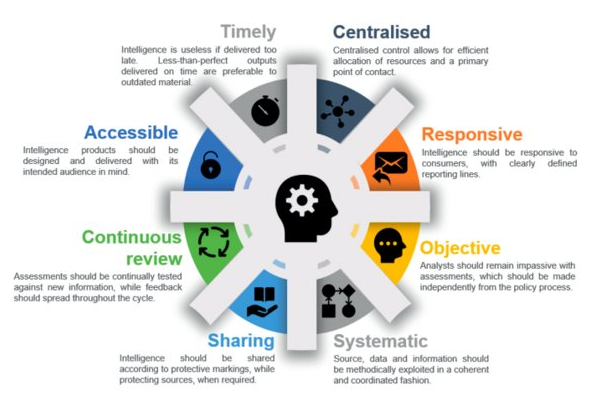 Timely
Intelligence is useless if delivered too
late. Less-than-perfect outputs
delivered on time are preferable to
outdated material.
Centralised
Centralised control allows for efficient
allocation of resources and a primary
point of contact.
Accessible
Intelligence products should be
designed and delivered with its
intended audience in mind.
Responsive
Intelligence should be responsive to
consumers, with clearly defined
reporting lines.
Continuous
review
Assessments should be continually tested
against new information, while feedback
should spread throughout the cycle.
Objective
Analysts should remain impassive with
assessments, which should be made
independently from the policy process.
Sharing
Intelligence should be shared
according to protective markings, while
protecting sources, when required.
Systematic
Source, data and information should
be methodically exploited in a coherent
and coordinated fashion.